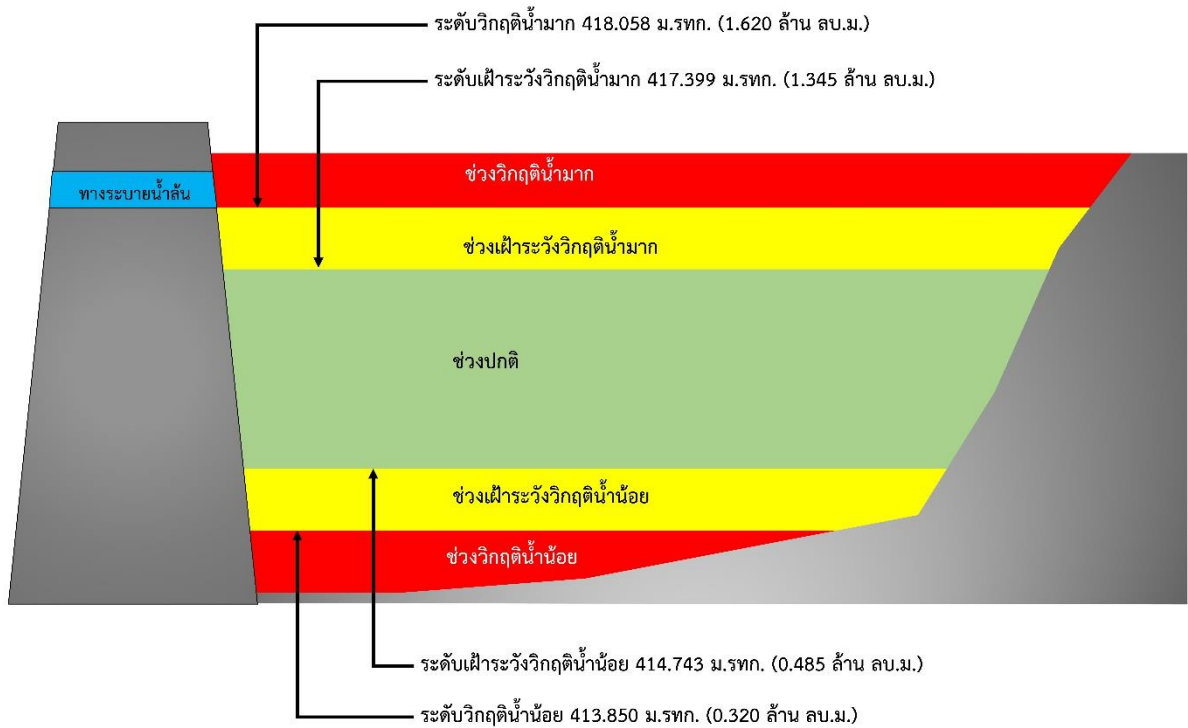 ระดับวิกฤติน้ำมาก 418.058 ม.รทก. (1.620 ล้าน ลบ.ม.)
ระดับเฝ้าระวังวิกฤติน้ำมาก 417.399 ม.รทก. (1.345 ล้าน ลบ.ม.)
ช่วงวิกฤติน้ำมาก
ทางระบายน้ำล้น
ช่วงเฝ้าระวังวิกฤติน้ำมาก
ช่วงปกติ
ช่วงเฝ้าระวังวิกฤติน้ำน้อย
ช่วงวิกฤติน้ำน้อย
ระดับเฝ้าระวังวิกฤติน้ำน้อย 414.743 ม.รทก. (0.485 ล้าน ลบ.ม.)
ระดับวิกฤติน้ำน้อย 413.850 ม.รทก. (0.320 ล้าน ลบ.ม.)